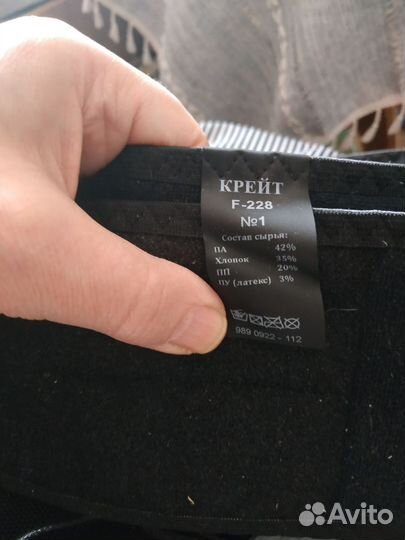 КРЕЙТ
F-228
№1
Состав сырья:
ПА 42%
Хлопок 35%
ПП 20%
ПУ (латекс) 3%
989 0922 - 112
Avito